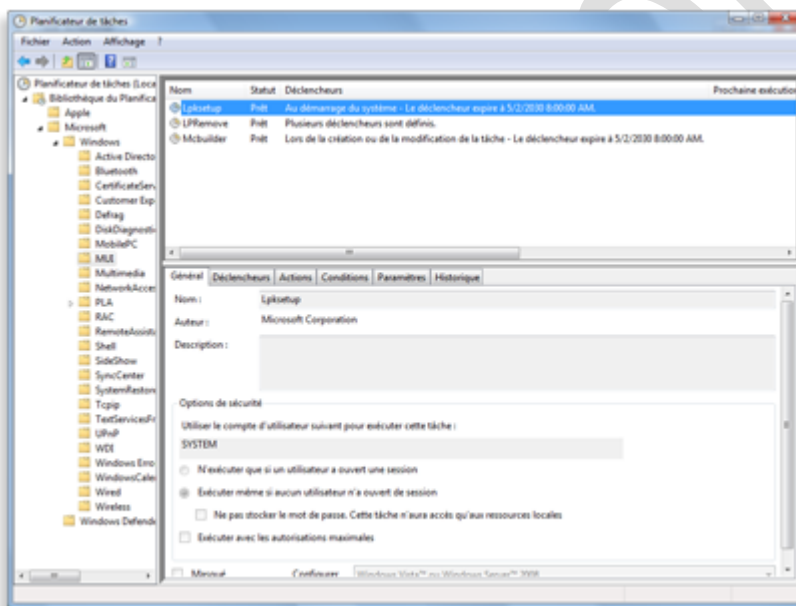 Planificateur de tâches
Fichier Action Affichage ?
Planificateur de tâches (Loca
Bibliothèque du Planifica
Apple
Microsoft
Windows
Active Directo
Bluetooth
CertificateServ
Customer Exp
Defrag
DiskDiagnosti
MobilePC
MUI
Multimedia
NetworkAcces
PLA
RAC
RemoteAssista
Shell
SideShow
SyncCenter
SystemRestore
Tcpip
TextServicesFr
UPnP
WDI
Windows Erro
WindowsCalen
Wired
Wireless
Windows Defende
Nom Statut Déclencheurs Prochaine exécution
Lpksetup Prêt Au démarrage du système - Le déclencheur expire à 5/2/2030 8:00:00 AM.
LPRemove Prêt Plusieurs déclencheurs sont définis.
Mcbuilder Prêt Lors de la création ou de la modification de la tâche - Le déclencheur expire à 5/2/2030 8:00:00 AM.
Général Déclencheurs Actions Conditions Paramètres Historique
Nom : Lpksetup
Auteur : Microsoft Corporation
Description :
Options de sécurité
Utiliser le compte d'utilisateur suivant pour exécuter cette tâche :
SYSTEM
N'exécuter que si un utilisateur a ouvert une session
Exécuter même si aucun utilisateur n'a ouvert de session
Ne pas stocker le mot de passe. Cette tâche n'aura accès qu'aux ressources locales
Exécuter avec les autorisations maximales
Masqué Configurer Windows Vista™ ou Windows Server™ 2008